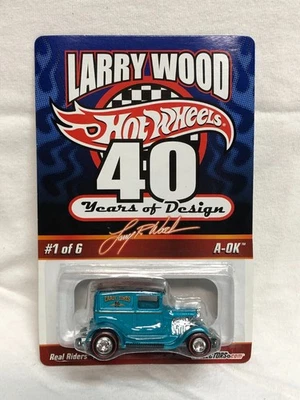 LARRY WOOD
Hot Wheels
40
Years of Design
#1 of 6
A-OK™
Real Riders